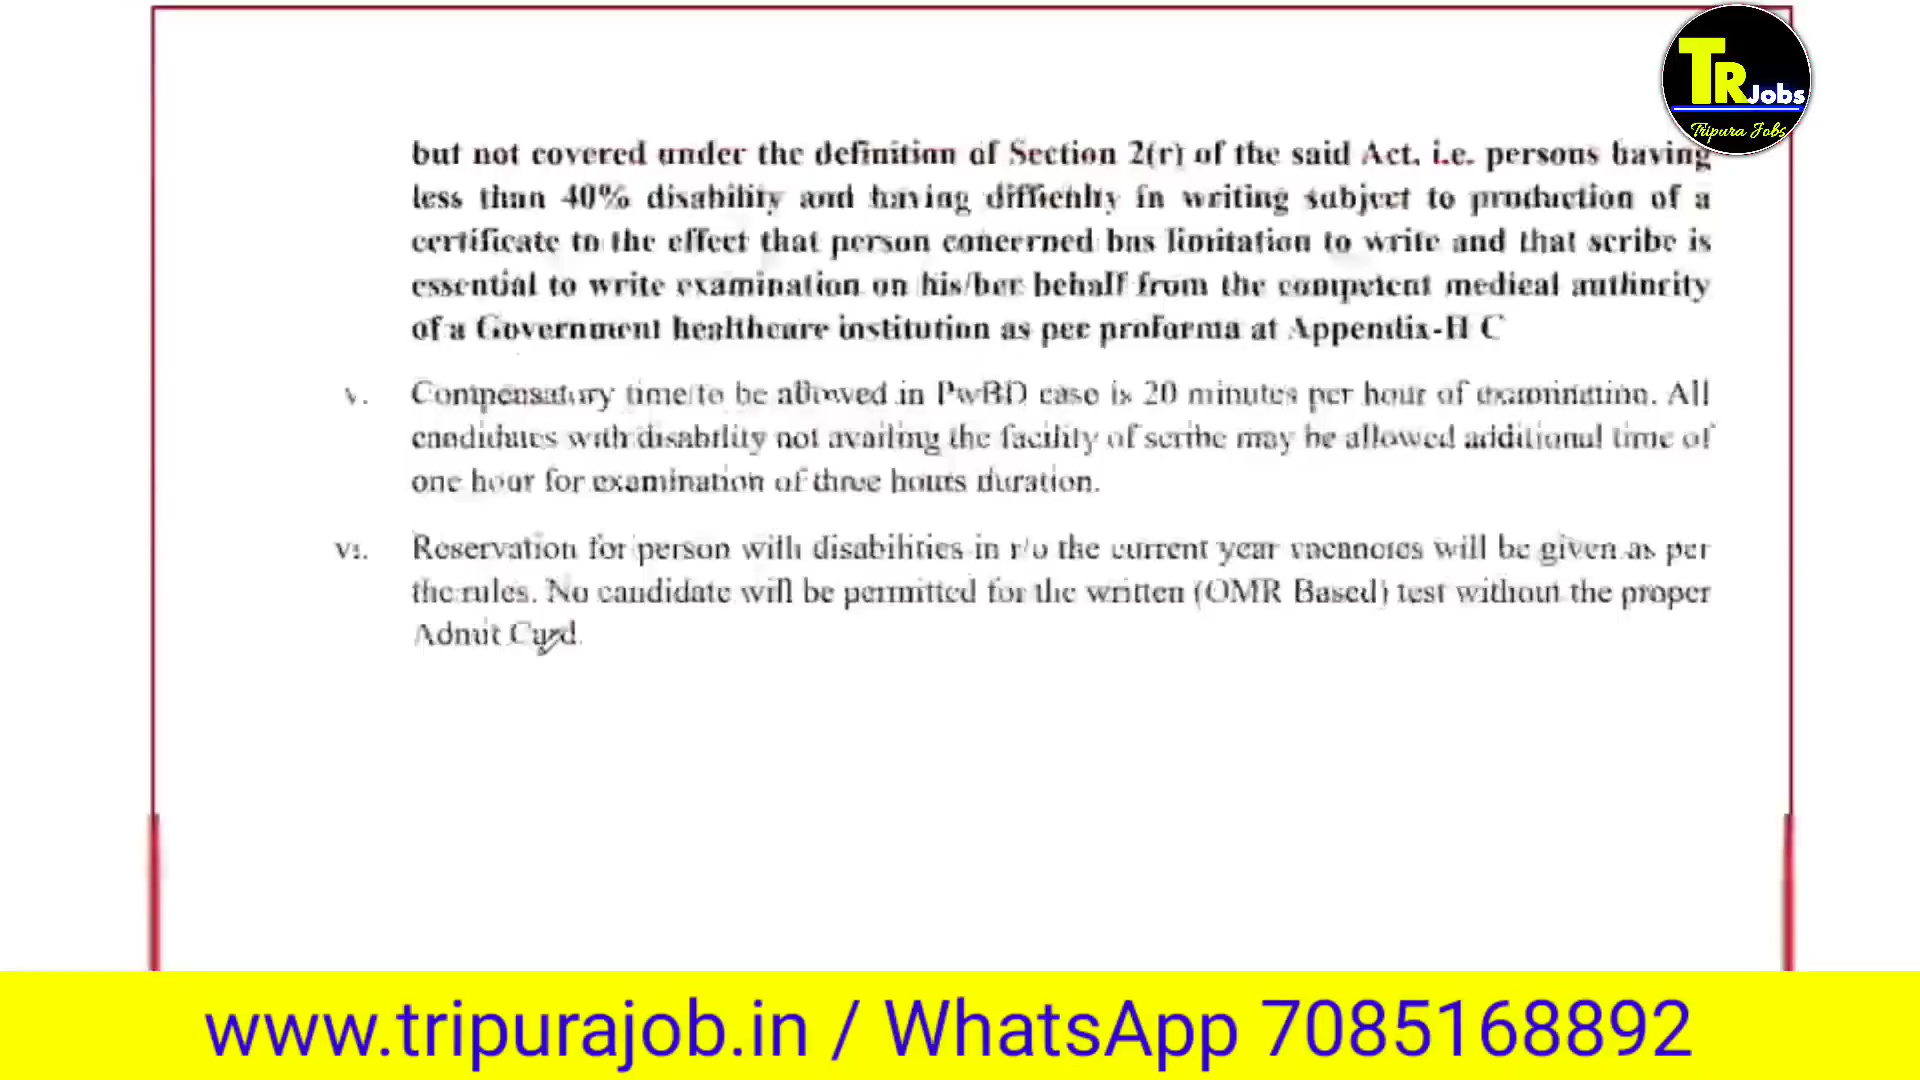 TRJobs
Tripura Jobs
but not covered under the definition of Section 2(r) of the said Act, i.e. persons having
less than 40% disability and having difficulty in writing subject to production of a
certificate to the effect that person concerned has limitation to write and that scribe is
essential to write examination on his/her behalf from the competent medical authority
of a Government healthcare institution as per proforma at Appendix-II C
v. Compensatory time to be allowed in PwBD case is 20 minutes per hour of examination. All
candidates with disability not availing the facility of scribe may be allowed additional time of
one hour for examination of three hours duration.
vi. Reservation for person with disabilities in r/o the current year vacancies will be given as per
the rules. No candidate will be permitted for the written (OMR Based) test without the proper
Admit Card.
www.tripurajob.in / WhatsApp 7085168892